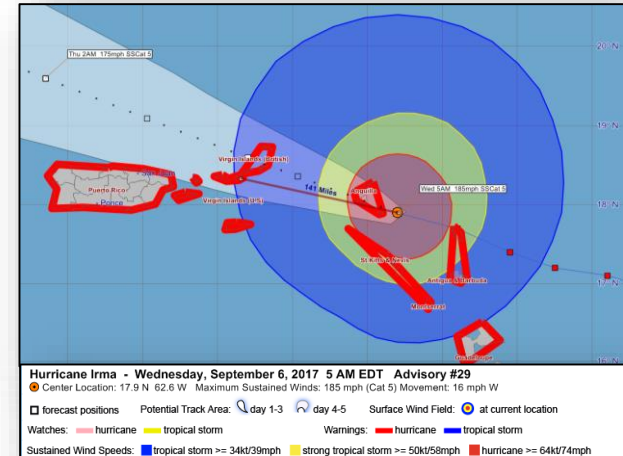 20° N
Thu 2AM 175mph SSCat 5
19° N
Virgin Islands (British)
San Juan
Puerto Rico
Ponce
Virgin Islands (US)
141 Miles
Anguilla
Wed 5AM 185mph SSCat 5
18° N
St Kitts & Nevis
Antigua & Barbuda
17° N
Montserrat
Guadeloupe
16° N
Hurricane Irma - Wednesday, September 6, 2017 5 AM EDT Advisory #29
Center Location: 17.9 N 62.6 W Maximum Sustained Winds: 185 mph (Cat 5) Movement: 16 mph W
forecast positions Potential Track Area: day 1-3 day 4-5 Surface Wind Field: at current location
Watches: hurricane tropical storm Warnings: hurricane tropical storm
Sustained Wind Speeds: tropical storm >= 34kt/39mph strong tropical storm >= 50kt/58mph hurricane >= 64kt/74mph